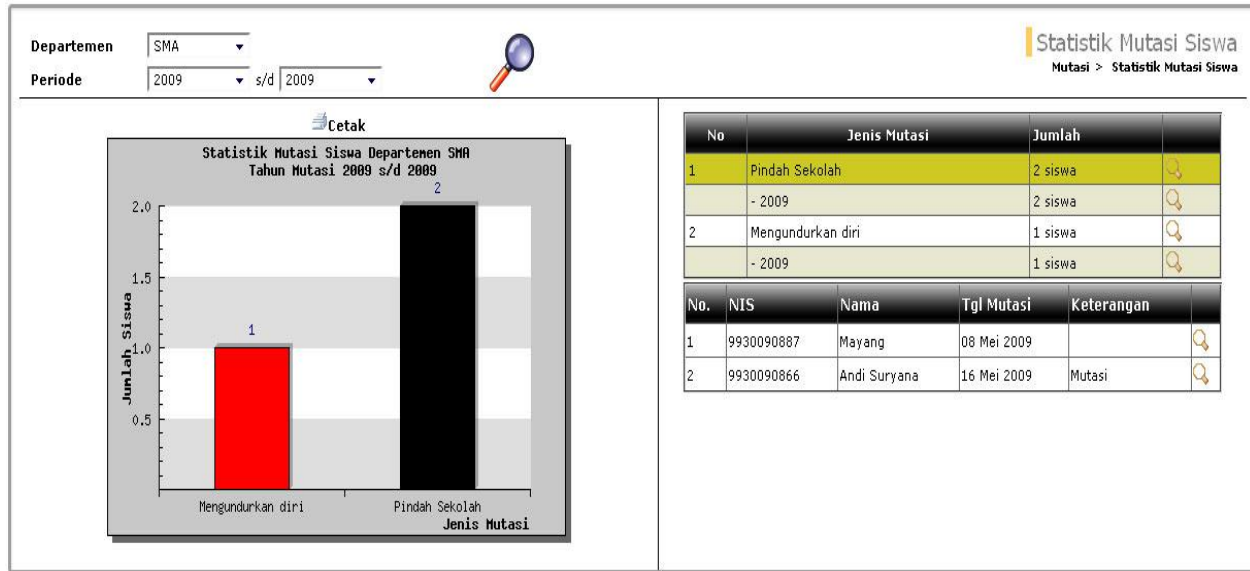 Departemen SMA
Periode 2009 s/d 2009
Statistik Mutasi Siswa
Mutasi > Statistik Mutasi Siswa
Cetak
Statistik Mutasi Siswa Departemen SMA
Tahun Mutasi 2009 s/d 2009
2
2.0
1.5
1
1.0
0.5
Jumlah Siswa
Mengundurkan diri Pindah Sekolah
Jenis Mutasi
No Jenis Mutasi Jumlah
1 Pindah Sekolah 2 siswa
- 2009 2 siswa
2 Mengundurkan diri 1 siswa
- 2009 1 siswa
No. NIS Nama Tgl Mutasi Keterangan
1 9930090887 Mayang 08 Mei 2009
2 9930090866 Andi Suryana 16 Mei 2009 Mutasi